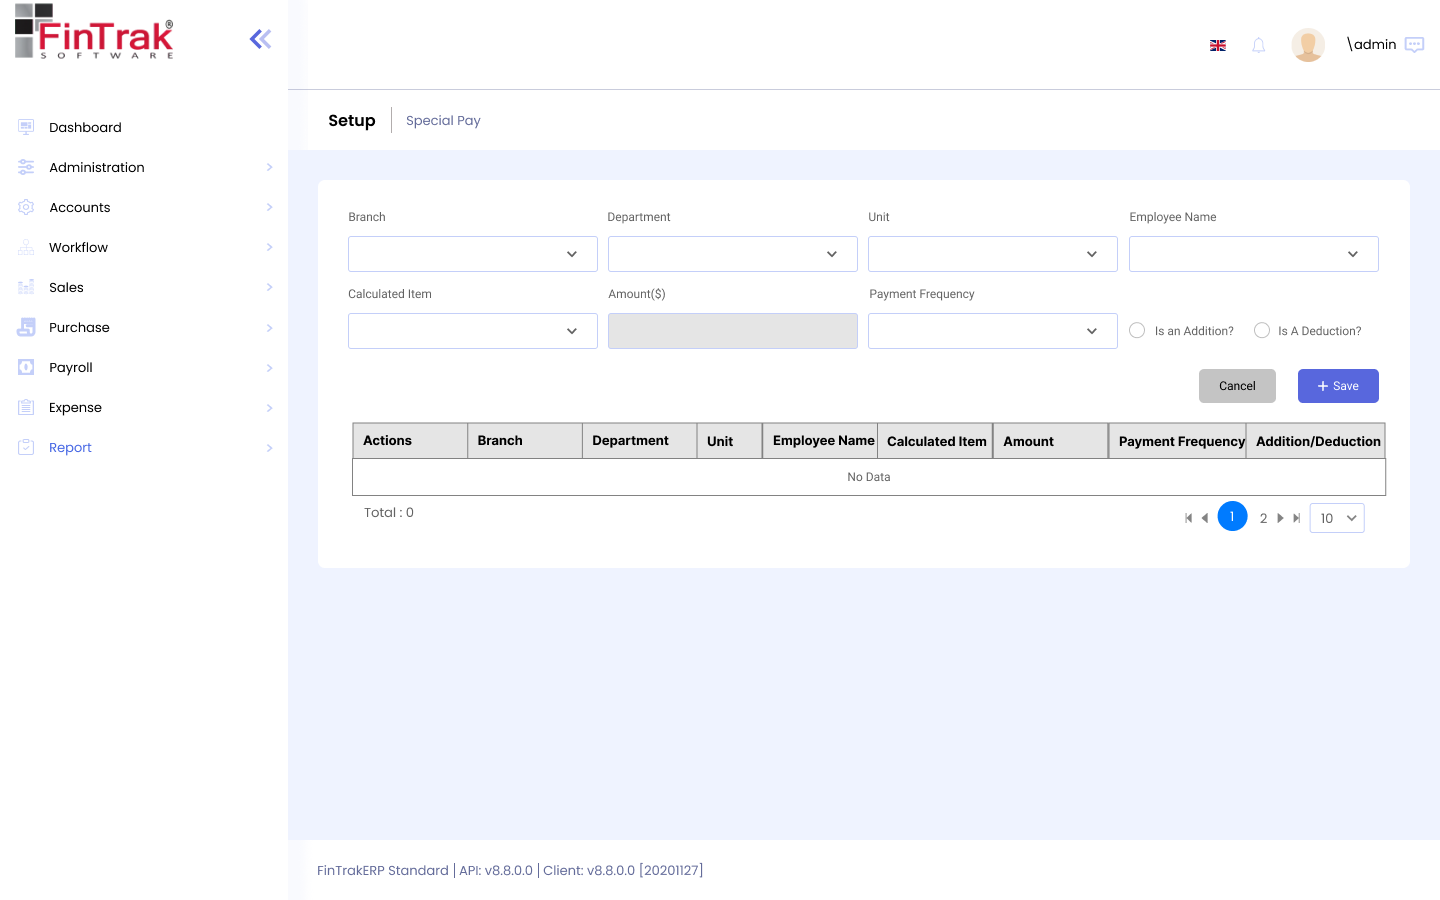 FinTrak®
SOFTWARE
\admin
Setup
Special Pay
Dashboard
Administration
Accounts
Workflow
Sales
Purchase
Payroll
Expense
Report
Branch
Department
Unit
Employee Name
Calculated Item
Amount($)
Payment Frequency
Is an Addition?
Is A Deduction?
Cancel
+ Save
Actions
Branch
Department
Unit
Employee Name
Calculated Item
Amount
Payment Frequency
Addition/Deduction
No Data
Total : 0
1
2
10
FinTrakERP Standard | API: v8.8.0.0 | Client: v8.8.0.0 [20201127]